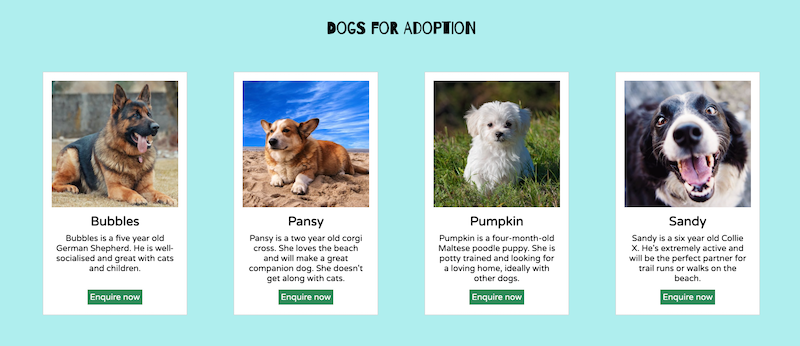 DOGS FOR ADOPTION
Bubbles
Bubbles is a five year old
German Shepherd. He is well-
socialised and great with cats
and children.
Enquire now
Pansy
Pansy is a two year old corgi
cross. She loves the beach
and will make a great
companion dog. She doesn't
get along with cats.
Enquire now
Pumpkin
Pumpkin is a four-month-old
Maltese poodle puppy. She is
potty trained and looking for
a loving home, ideally with
other dogs.
Enquire now
Sandy
Sandy is a six year old Collie
X. He's extremely active and
will be the perfect partner for
trail runs or walks on the
beach.
Enquire now